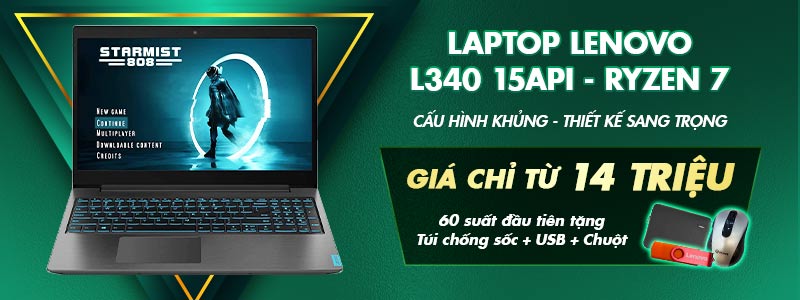 STARMIST
808
NEW GAME
CONTINUE
MULTIPLAYER
DOWNLOADABLE CONTENT
CREDITS
LAPTOP LENOVO
L340 15API - RYZEN 7
CẤU HÌNH KHỦNG - THIẾT KẾ SANG TRỌNG
GIÁ CHỈ TỪ 14 TRIỆU
60 suất đầu tiên tặng
Túi chống sốc + USB + Chuột
Lenovo